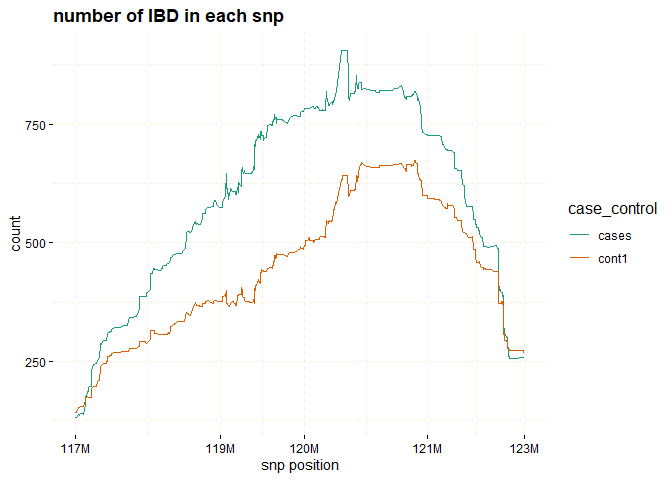 number of IBD in each snp
count
750
500
250
117M 119M 120M 121M 123M
snp position
case_control
cases
cont1